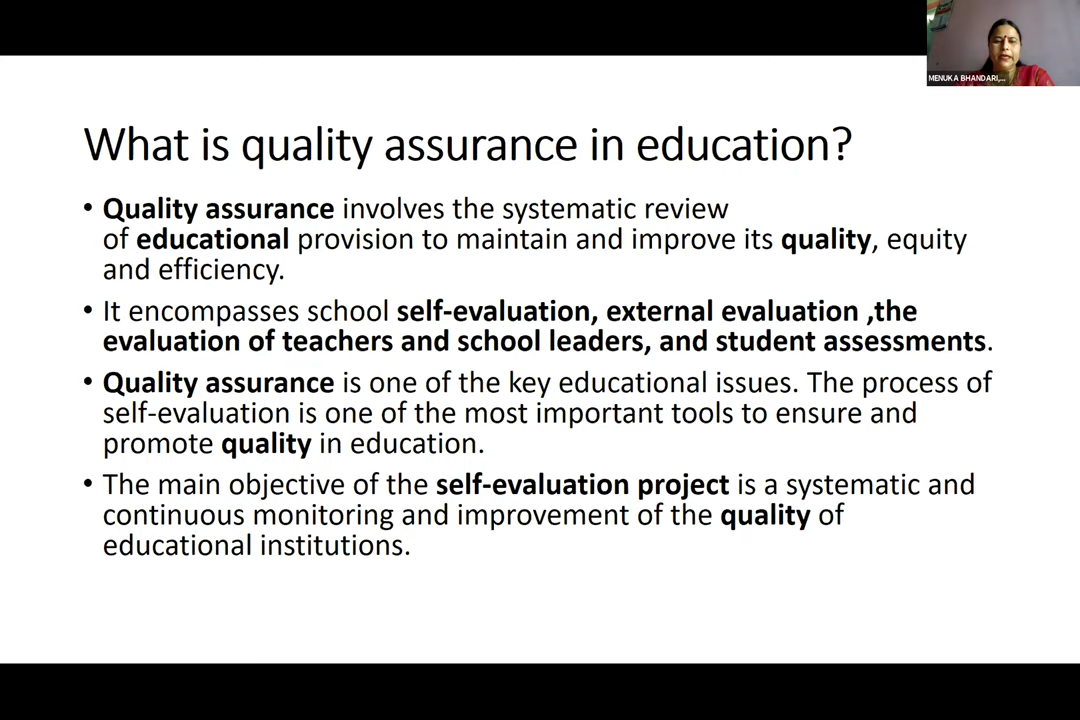 MENUKA BHANDARI,...
What is quality assurance in education?
• Quality assurance involves the systematic review
of educational provision to maintain and improve its quality, equity
and efficiency.
• It encompasses school self-evaluation, external evaluation ,the
evaluation of teachers and school leaders, and student assessments.
• Quality assurance is one of the key educational issues. The process of
self-evaluation is one of the most important tools to ensure and
promote quality in education.
• The main objective of the self-evaluation project is a systematic and
continuous monitoring and improvement of the quality of
educational institutions.